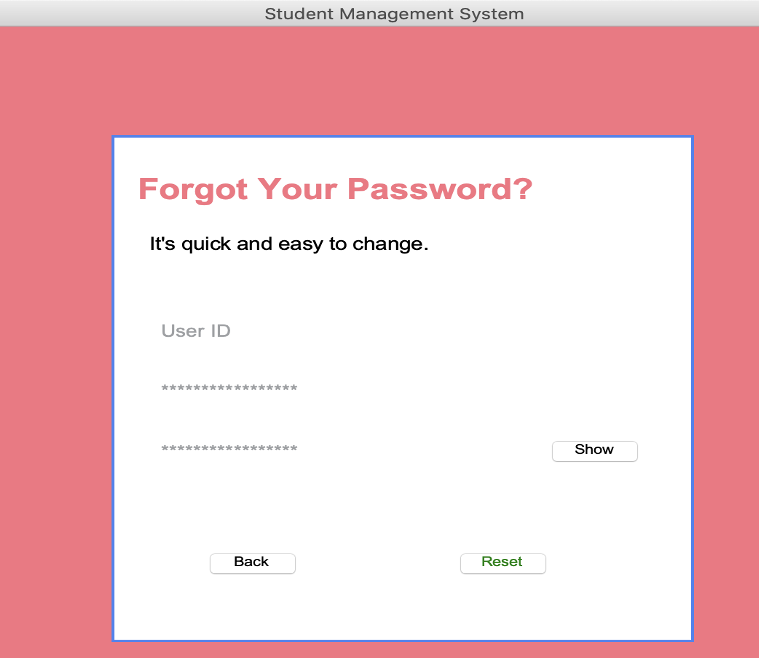 Student Management System
Forgot Your Password?
It's quick and easy to change.
User ID
*****************
*****************
Show
Back
Reset